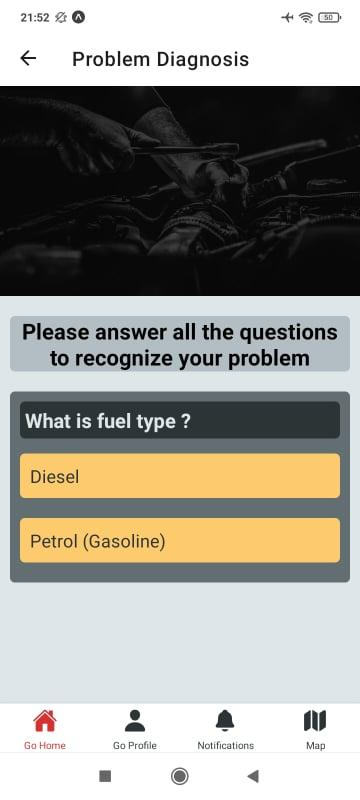 21:52
50
Problem Diagnosis
Please answer all the questions
to recognize your problem
What is fuel type ?
Diesel
Petrol (Gasoline)
Go Home
Go Profile
Notifications
Map